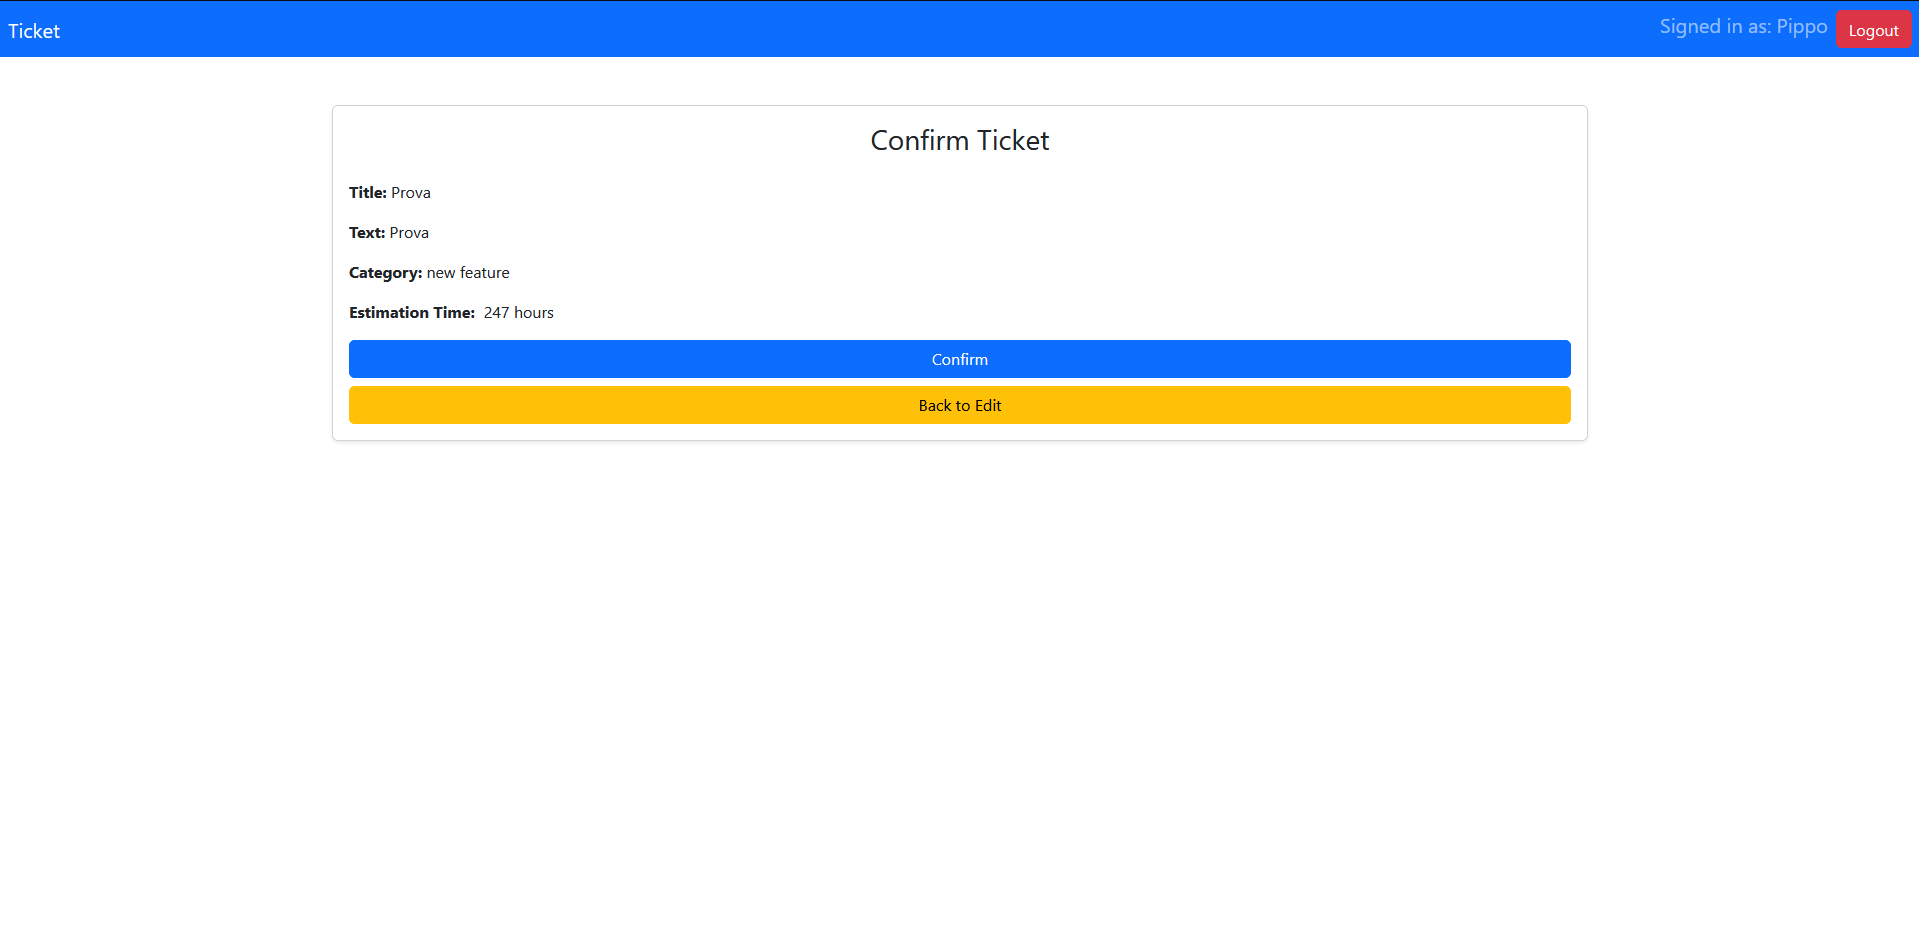 Ticket
Signed in as: Pippo
Logout
Confirm Ticket
Title: Prova
Text: Prova
Category: new feature
Estimation Time: 247 hours
Confirm
Back to Edit